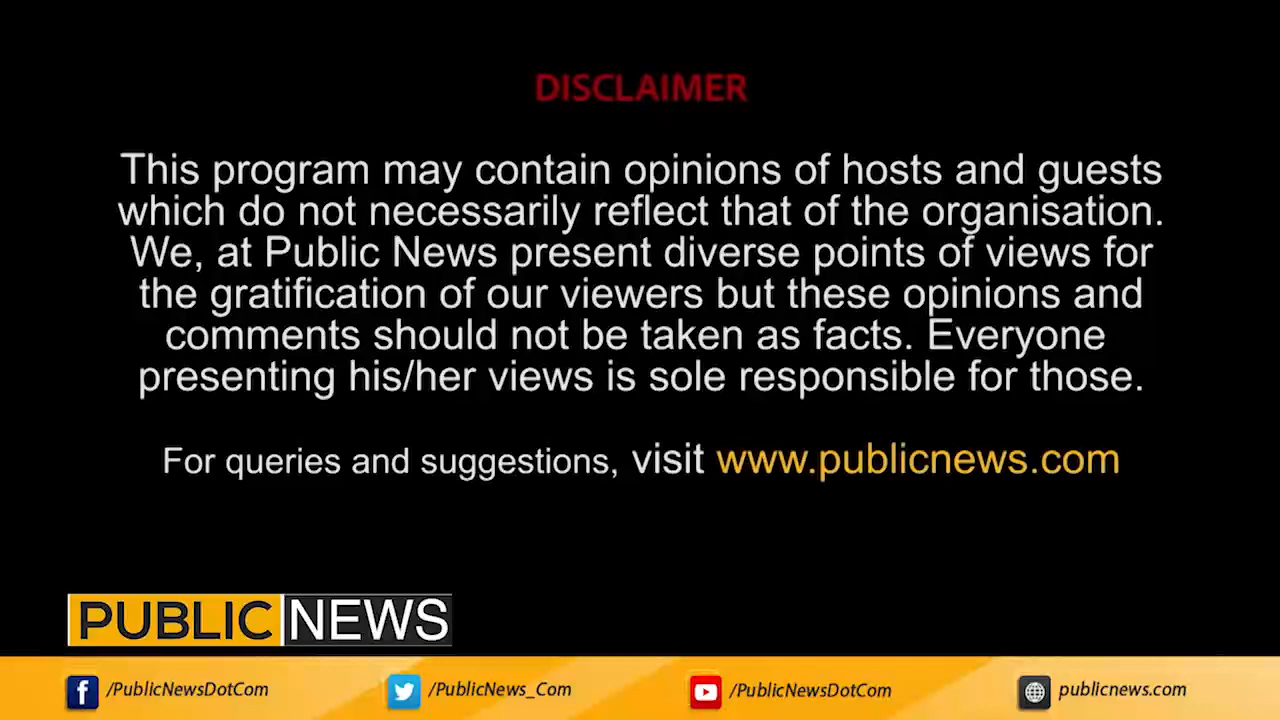 DISCLAIMER
This program may contain opinions of hosts and guests
which do not necessarily reflect that of the organisation.
We, at Public News present diverse points of views for
the gratification of our viewers but these opinions and
comments should not be taken as facts. Everyone
presenting his/her views is sole responsible for those.
For queries and suggestions, visit www.publicnews.com
PUBLIC NEWS
/PublicNewsDotCom /PublicNews_Com /PublicNewsDotCom publicnews.com